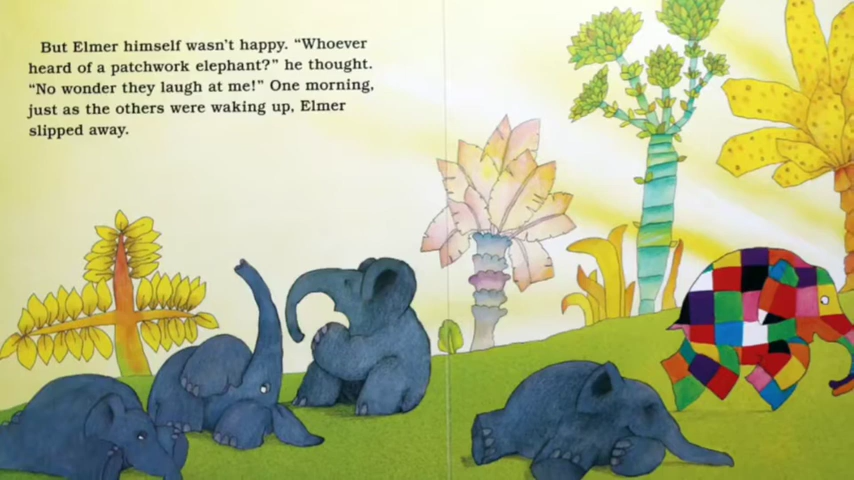 But Elmer himself wasn't happy. “Whoever
heard of a patchwork elephant?” he thought.
“No wonder they laugh at me!” One morning,
just as the others were waking up, Elmer
slipped away.